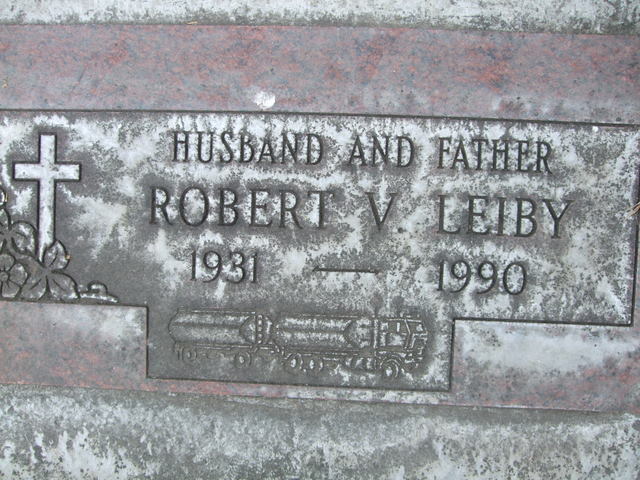 HUSBAND AND FATHER
ROBERT V LEIBY
1931 — 1990